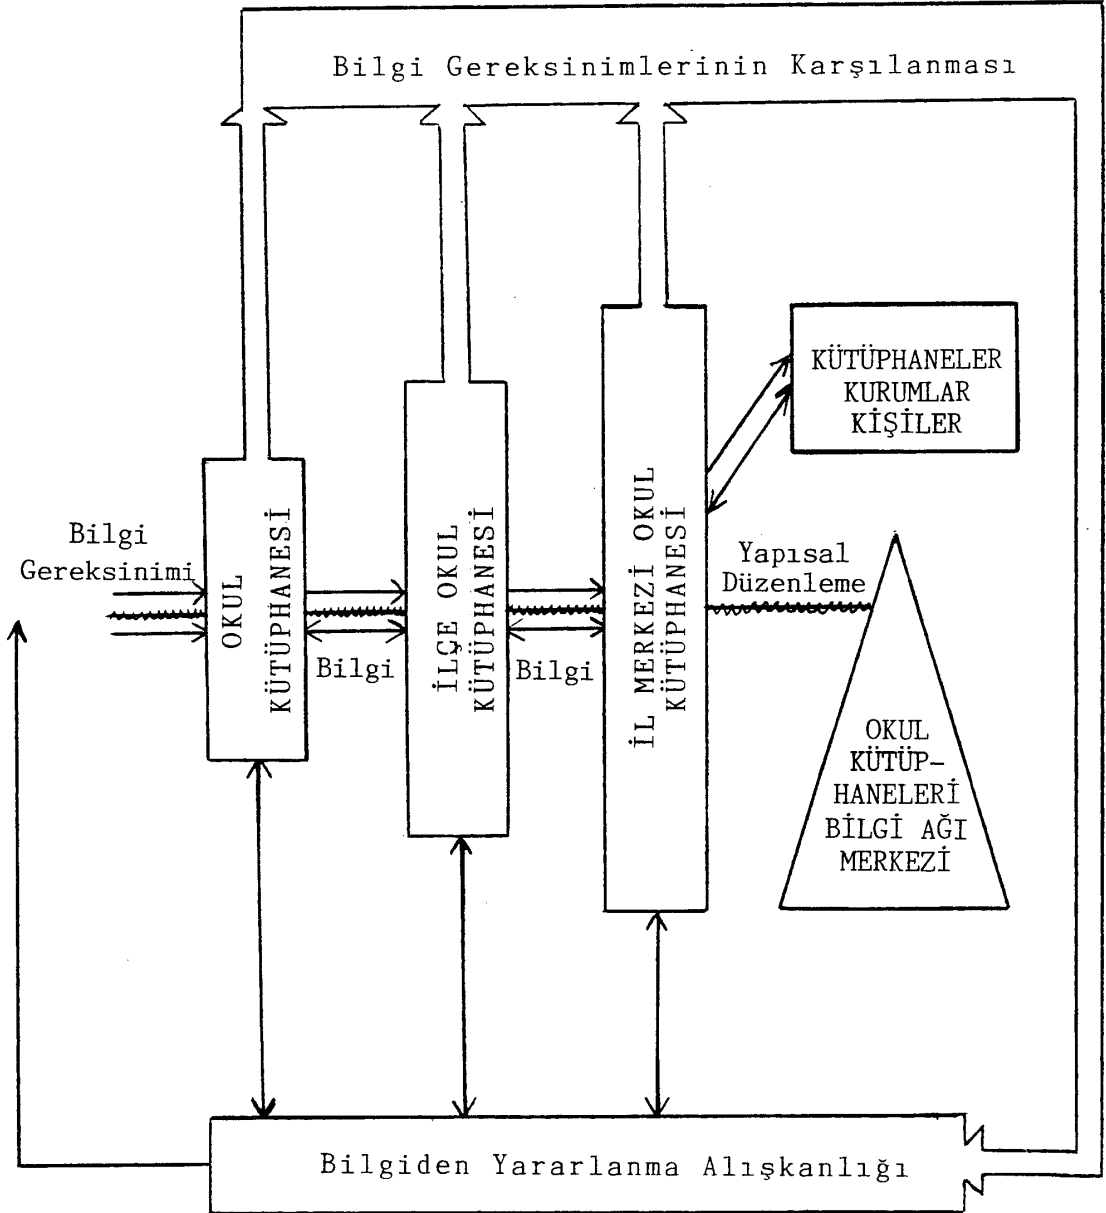 Bilgi Gereksinimlerinin Karşılanması
KÜTÜPHANELER
KURUMLAR
KİŞİLER
Bilgi
Gereksinimi
OKUL
KÜTÜPHANESİ
Bilgi
İLÇE OKUL
KÜTÜPHANESİ
Bilgi
İL MERKEZİ OKUL
KÜTÜPHANESİ
Yapısal
Düzenleme
OKUL
KÜTÜP-
HANELERİ
BİLGİ AĞI
MERKEZİ
Bilgiden Yararlanma Alışkanlığı